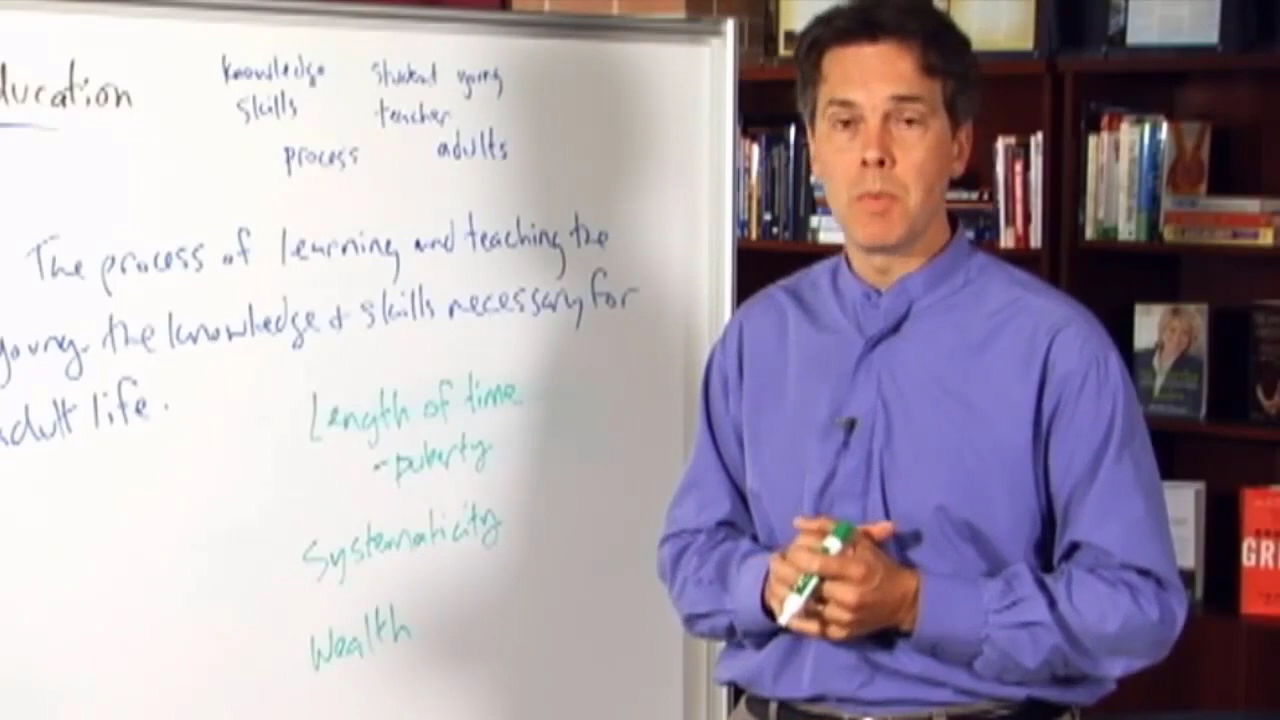 ducation
knowledge student young
skills teacher
process adults
The process of learning and teaching the
young the knowledge & skills necessary for
adult life.
Length of time
- puberty
Systematicity
Wealth
GR